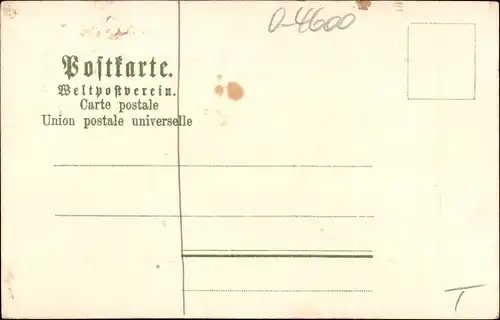 0-4600
Postkarte.
Weltpostverein.
Carte postale
Union postale universelle
T